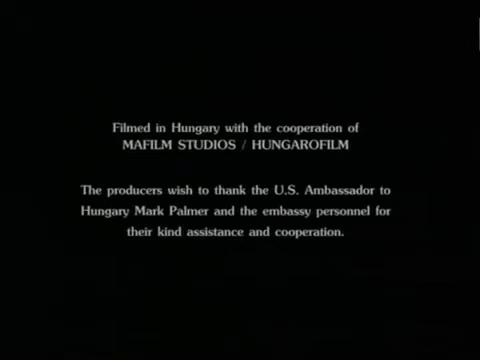 Filmed in Hungary with the cooperation of
MAFILM STUDIOS / HUNGAROFILM
The producers wish to thank the U.S. Ambassador to
Hungary Mark Palmer and the embassy personnel for
their kind assistance and cooperation.